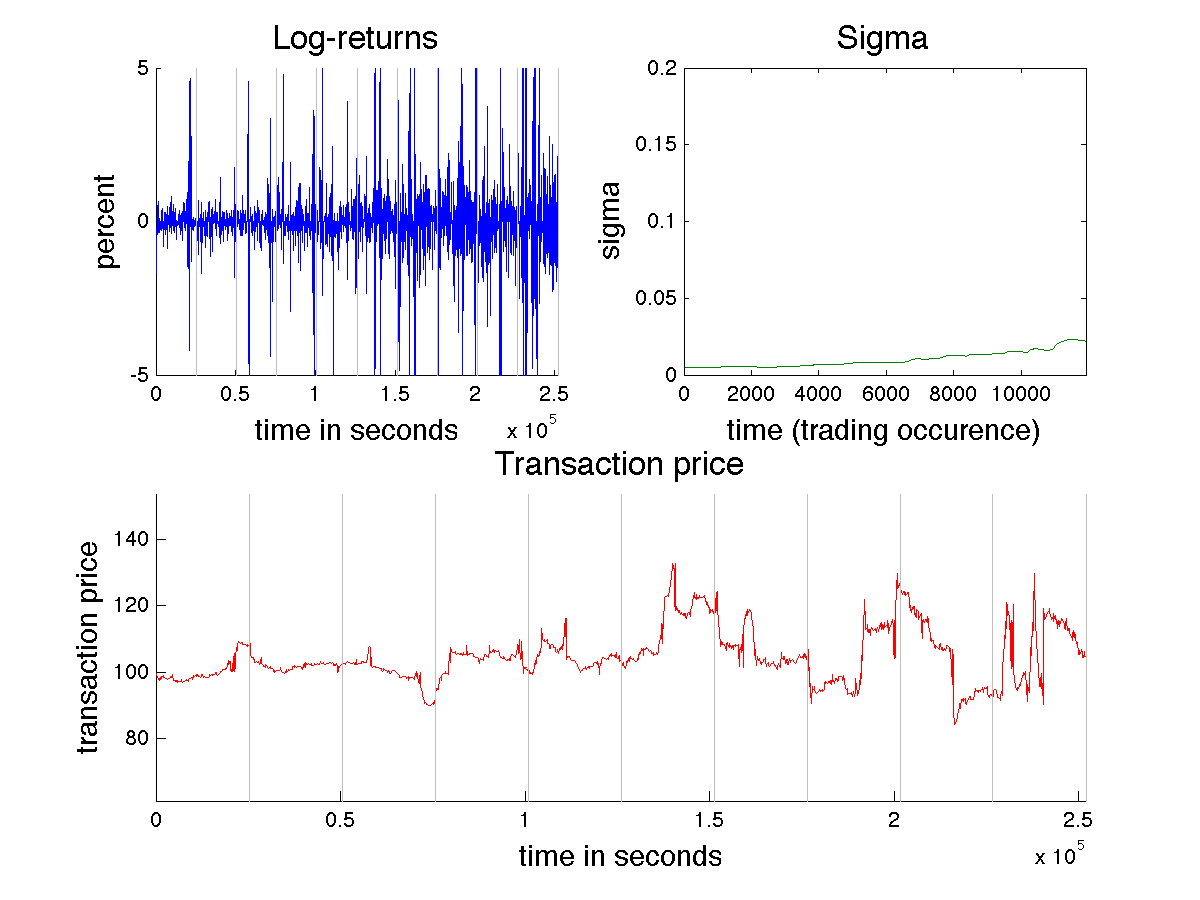 Log-returns
5
0
-5
percent
0 0.5 1 1.5 2 2.5
time in seconds
x 10^5
Sigma
0.2
0.15
0.1
0.05
0
sigma
0 2000 4000 6000 8000 10000
time (trading occurence)
Transaction price
140
120
100
80
transaction price
0 0.5 1 1.5 2 2.5
time in seconds
x 10^5